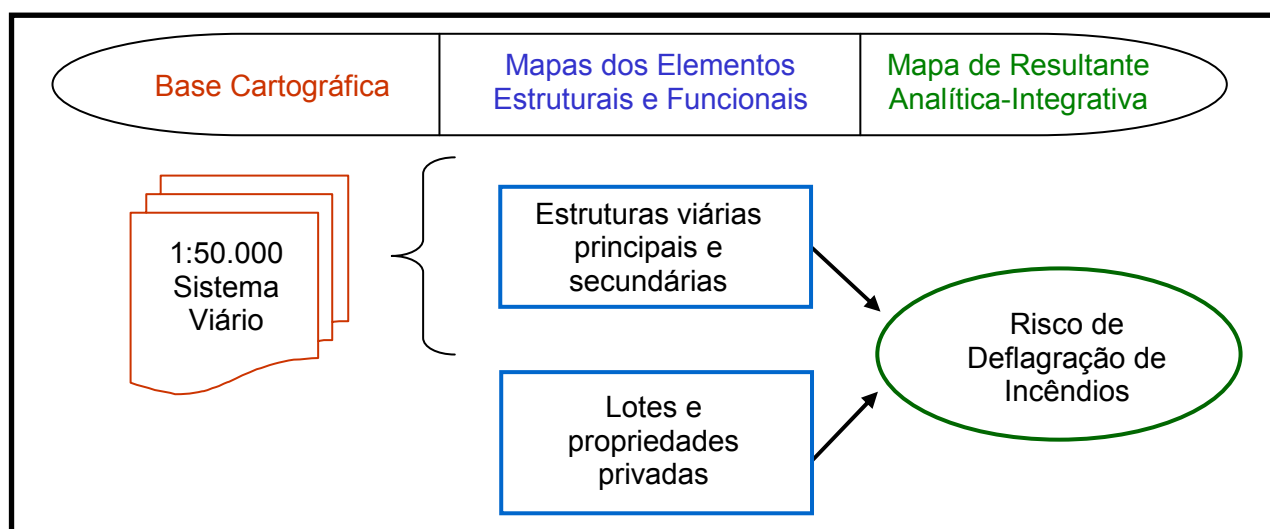 Base Cartográfica
Mapas dos Elementos
Estruturais e Funcionais
Mapa de Resultante
Analítica-Integrativa
1:50.000
Sistema
Viário
Estruturas viárias
principais e
secundárias
Lotes e
propriedades
privadas
Risco de
Deflagração de
Incêndios